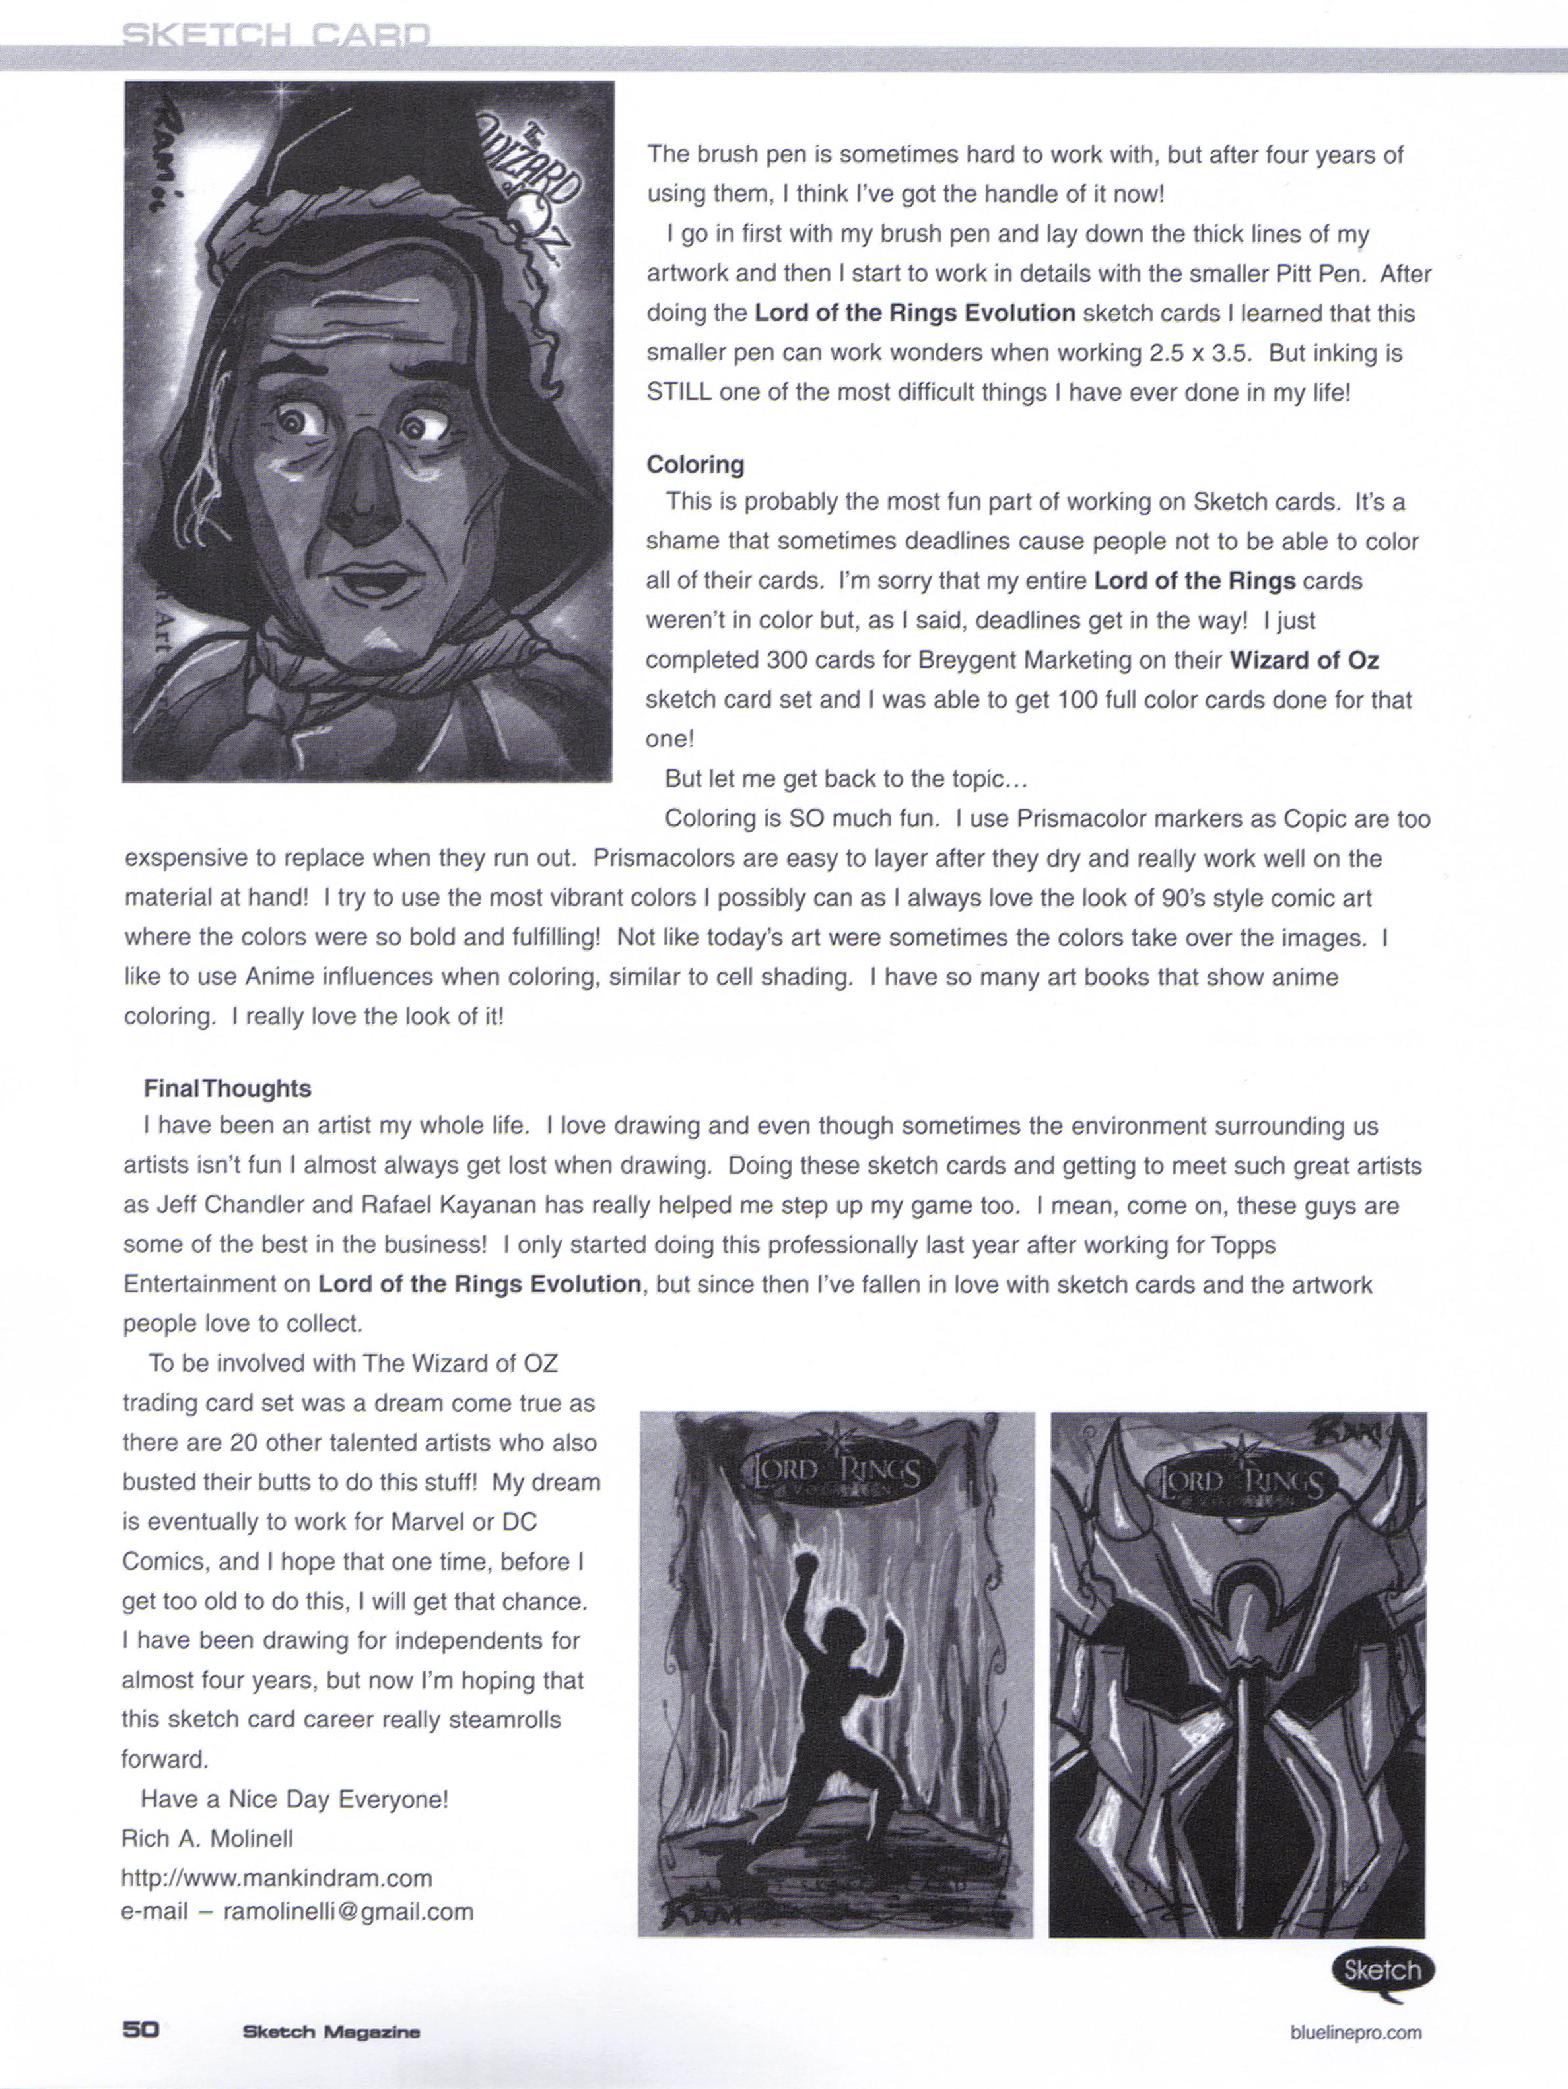 SKETCH CARD
RAM
The
WIZARD
of
OZ
Art
The brush pen is sometimes hard to work with, but after four years of
using them, I think I've got the handle of it now!
I go in first with my brush pen and lay down the thick lines of my
artwork and then I start to work in details with the smaller Pitt Pen. After
doing the Lord of the Rings Evolution sketch cards I learned that this
smaller pen can work wonders when working 2.5 x 3.5. But inking is
STILL one of the most difficult things I have ever done in my life!
Coloring
This is probably the most fun part of working on Sketch cards. It's a
shame that sometimes deadlines cause people not to be able to color
all of their cards. I'm sorry that my entire Lord of the Rings cards
weren't in color but, as I said, deadlines get in the way! I just
completed 300 cards for Breygent Marketing on their Wizard of Oz
sketch card set and I was able to get 100 full color cards done for that
one!
But let me get back to the topic...
Coloring is SO much fun. I use Prismacolor markers as Copic are too
exspensive to replace when they run out. Prismacolors are easy to layer after they dry and really work well on the
material at hand! I try to use the most vibrant colors I possibly can as I always love the look of 90's style comic art
where the colors were so bold and fulfilling! Not like today's art were sometimes the colors take over the images. I
like to use Anime influences when coloring, similar to cell shading. I have so many art books that show anime
coloring. I really love the look of it!
Final Thoughts
I have been an artist my whole life. I love drawing and even though sometimes the environment surrounding us
artists isn't fun I almost always get lost when drawing. Doing these sketch cards and getting to meet such great artists
as Jeff Chandler and Rafael Kayanan has really helped me step up my game too. I mean, come on, these guys are
some of the best in the business! I only started doing this professionally last year after working for Topps
Entertainment on Lord of the Rings Evolution, but since then I've fallen in love with sketch cards and the artwork
people love to collect.
To be involved with The Wizard of OZ
trading card set was a dream come true as
there are 20 other talented artists who also
busted their butts to do this stuff! My dream
is eventually to work for Marvel or DC
Comics, and I hope that one time, before I
get too old to do this, I will get that chance.
I have been drawing for independents for
almost four years, but now I'm hoping that
this sketch card career really steamrolls
forward.
Have a Nice Day Everyone!
Rich A. Molinell
http://www.mankindram.com
e-mail – ramolinelli@gmail.com
LORD RINGS
EVOLUTION
RAM
LORD RINGS
EVOLUTION
RAM
Sketch
50
Sketch Magazine
bluelinepro.com